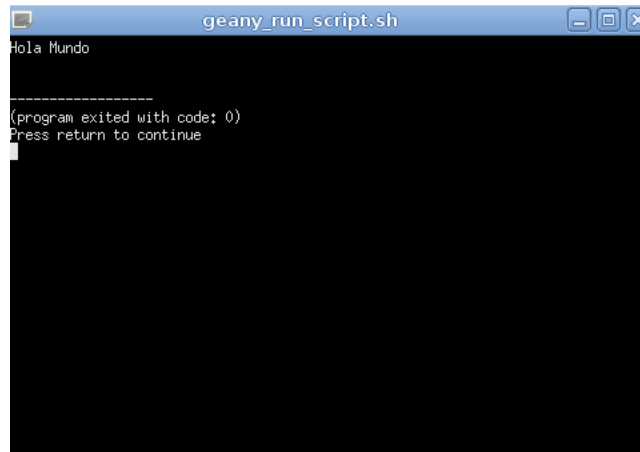 geany_run_script.sh
Hola Mundo
------------------
(program exited with code: 0)
Press return to continue